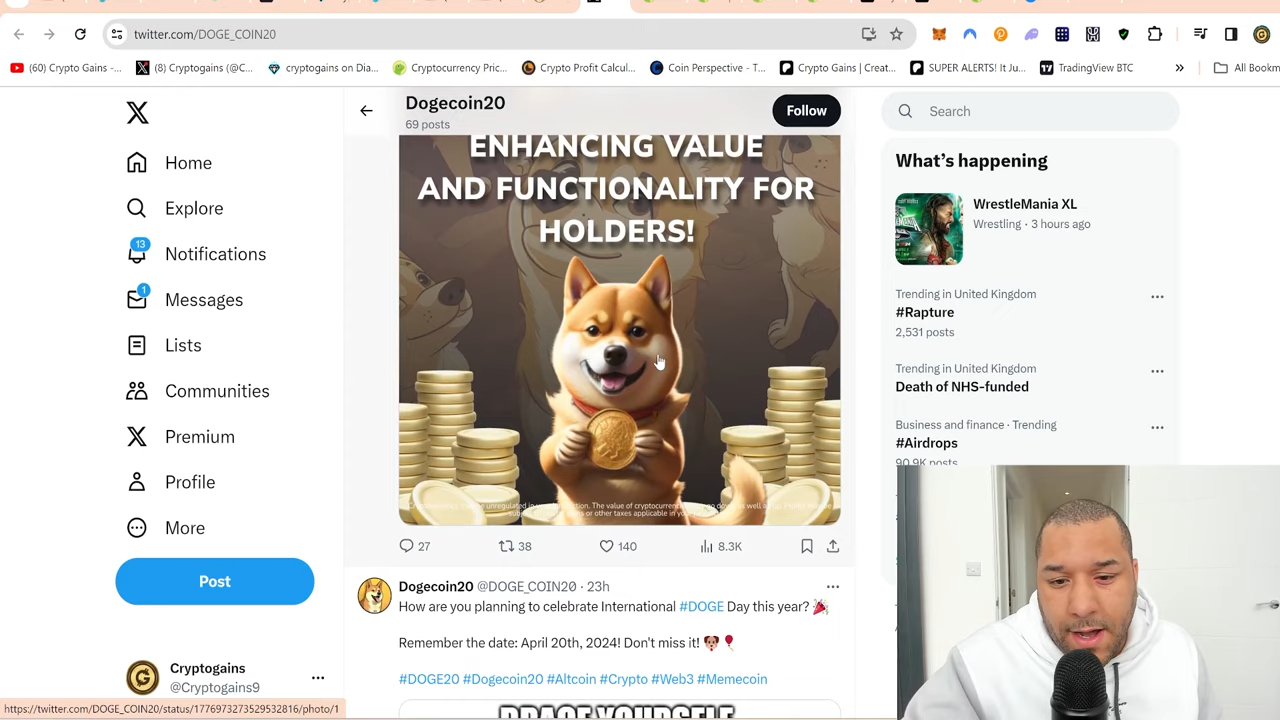 twitter.com/DOGE_COIN20
(60) Crypto Gains -...
(8) Cryptogains (@C...
cryptogains on Dia...
Cryptocurrency Pric...
Crypto Profit Calcul...
Coin Perspective - T...
Crypto Gains | Creat...
SUPER ALERTS! It Ju...
TradingView BTC
»
All Bookm
Home
Explore
13
Notifications
1
Messages
Lists
Communities
Premium
Profile
More
Post
Cryptogains
@Cryptogains9
https://twitter.com/DOGE_COIN20/status/1776973273529532816/photo/1
Dogecoin20
69 posts
Follow
ENHANCING VALUE
AND FUNCTIONALITY FOR
HOLDERS!
27
38
140
8.3K
Dogecoin20 @DOGE_COIN20 · 23h
How are you planning to celebrate International #DOGE Day this year? 🎉
Remember the date: April 20th, 2024! Don't miss it! 🐶🎈
#DOGE20 #Dogecoin20 #Altcoin #Crypto #Web3 #Memecoin
BRACE YOURSELF
Search
What's happening
WrestleMania XL
Wrestling · 3 hours ago
Trending in United Kingdom
#Rapture
2,531 posts
Trending in United Kingdom
Death of NHS-funded
Business and finance · Trending
#Airdrops
90.9K posts